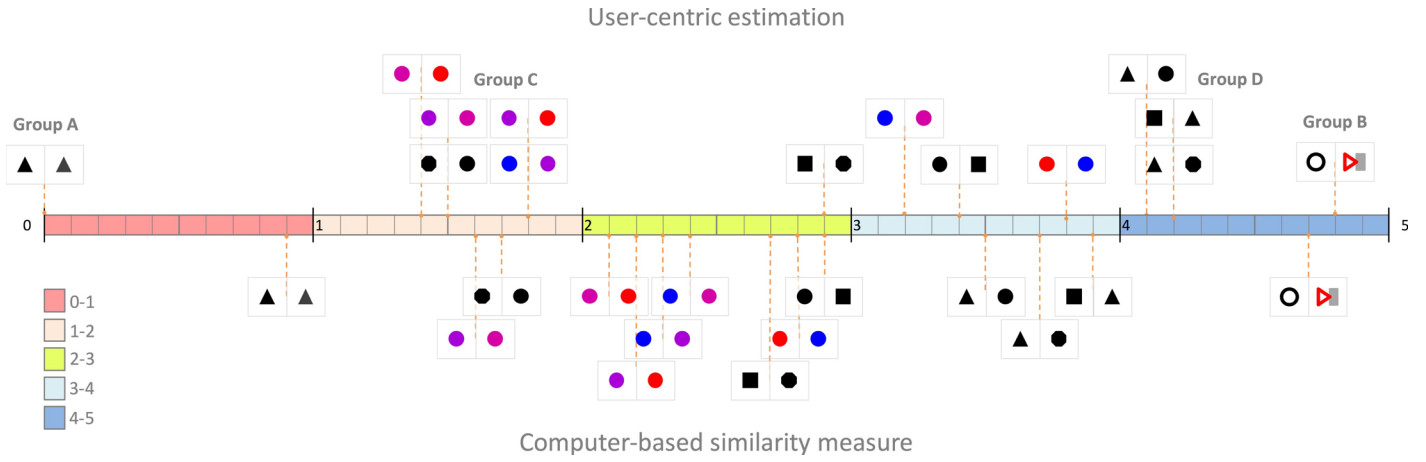 User-centric estimation
Group C
Group D
Group A
Group B
0
1
2
3
4
5
0-1
1-2
2-3
3-4
4-5
Computer-based similarity measure